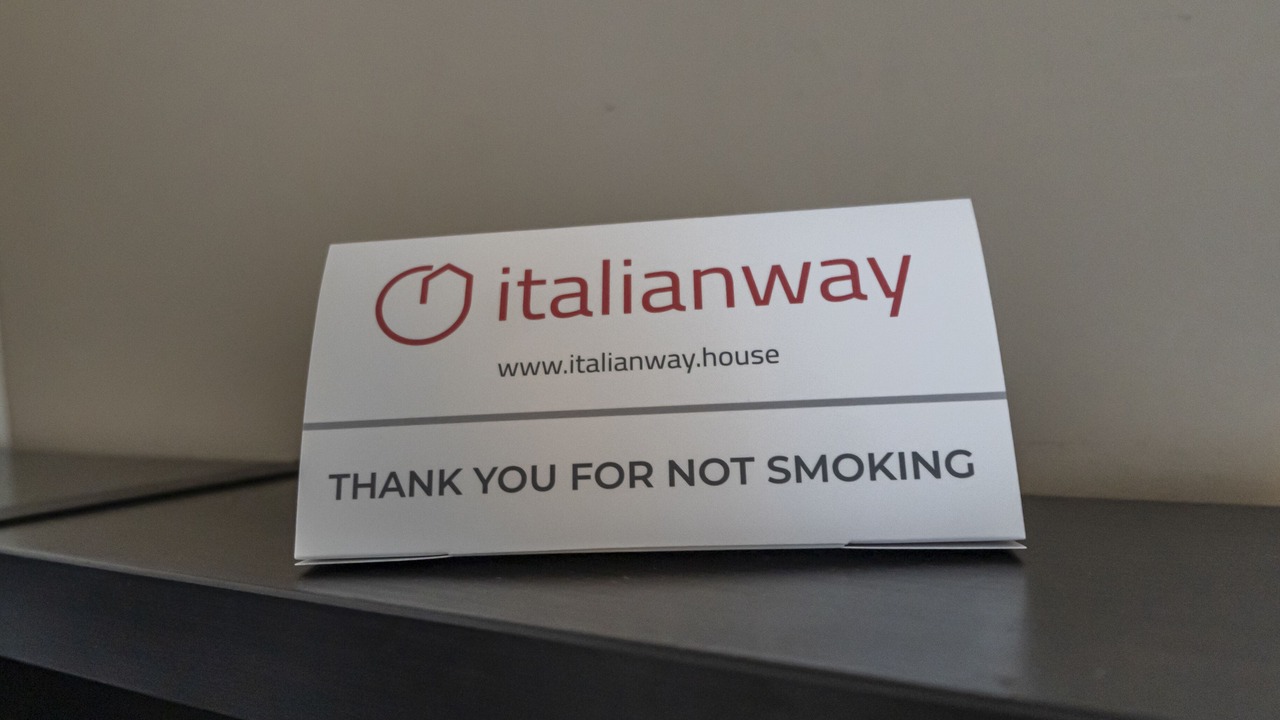 italianway
www.italianway.house
THANK YOU FOR NOT SMOKING